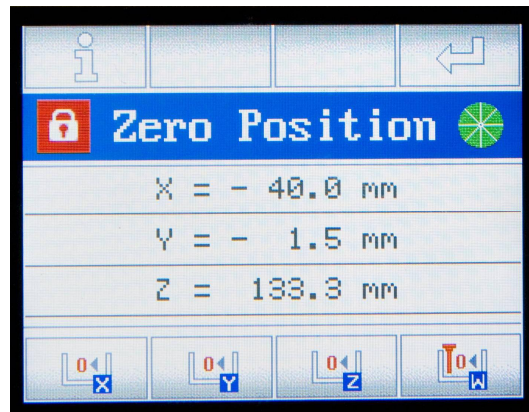 Zero Position
X = - 40.0 mm
Y = - 1.5 mm
Z = 133.3 mm
0 X
0 Y
0 Z
0 W